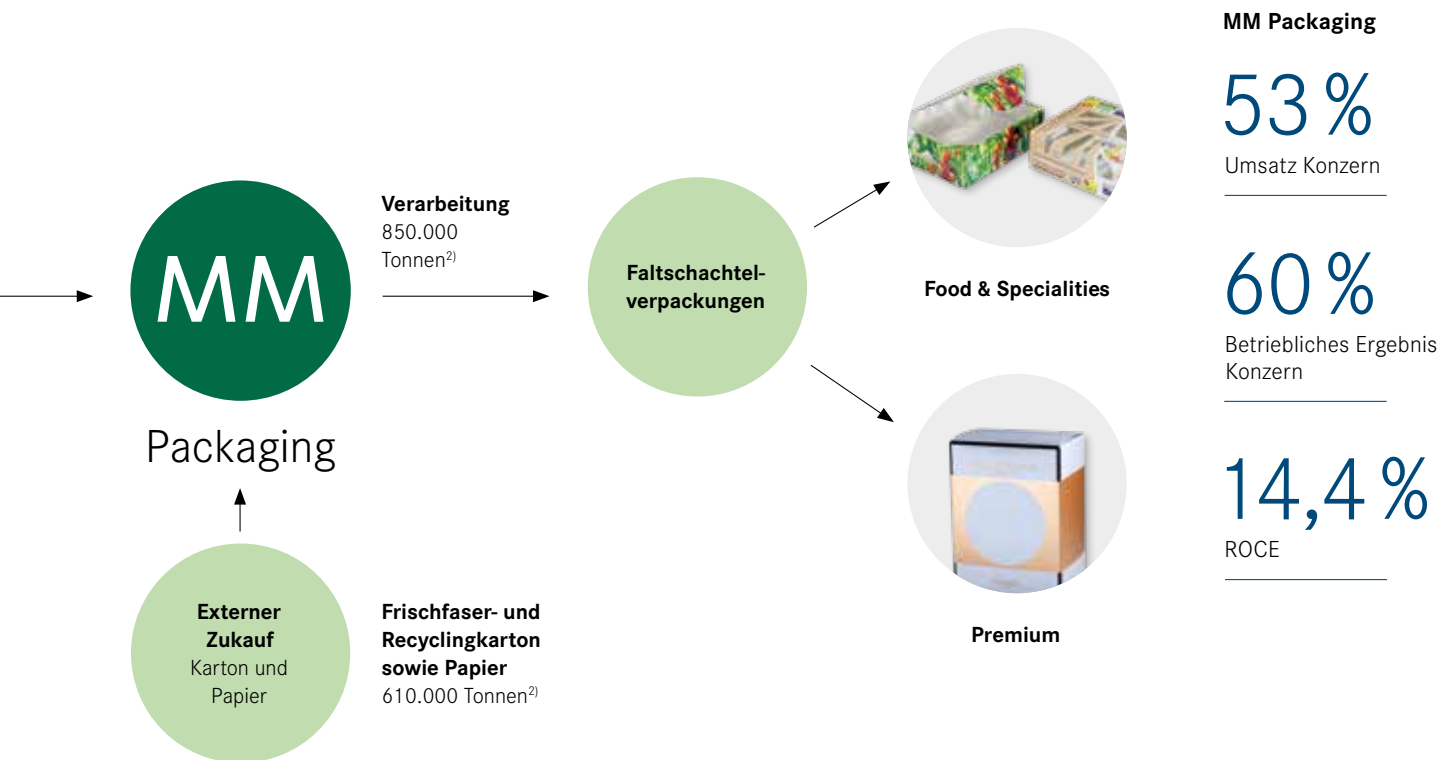 MM
Packaging
Verarbeitung
850.000
Tonnen2)
Externer
Zukauf
Karton und
Papier
Frischfaser- und
Recyclingkarton
sowie Papier
610.000 Tonnen2)
Faltschachtel-
verpackungen
Food & Specialities
Premium
MM Packaging
53 %
Umsatz Konzern
60 %
Betriebliches Ergebnis
Konzern
14,4 %
ROCE